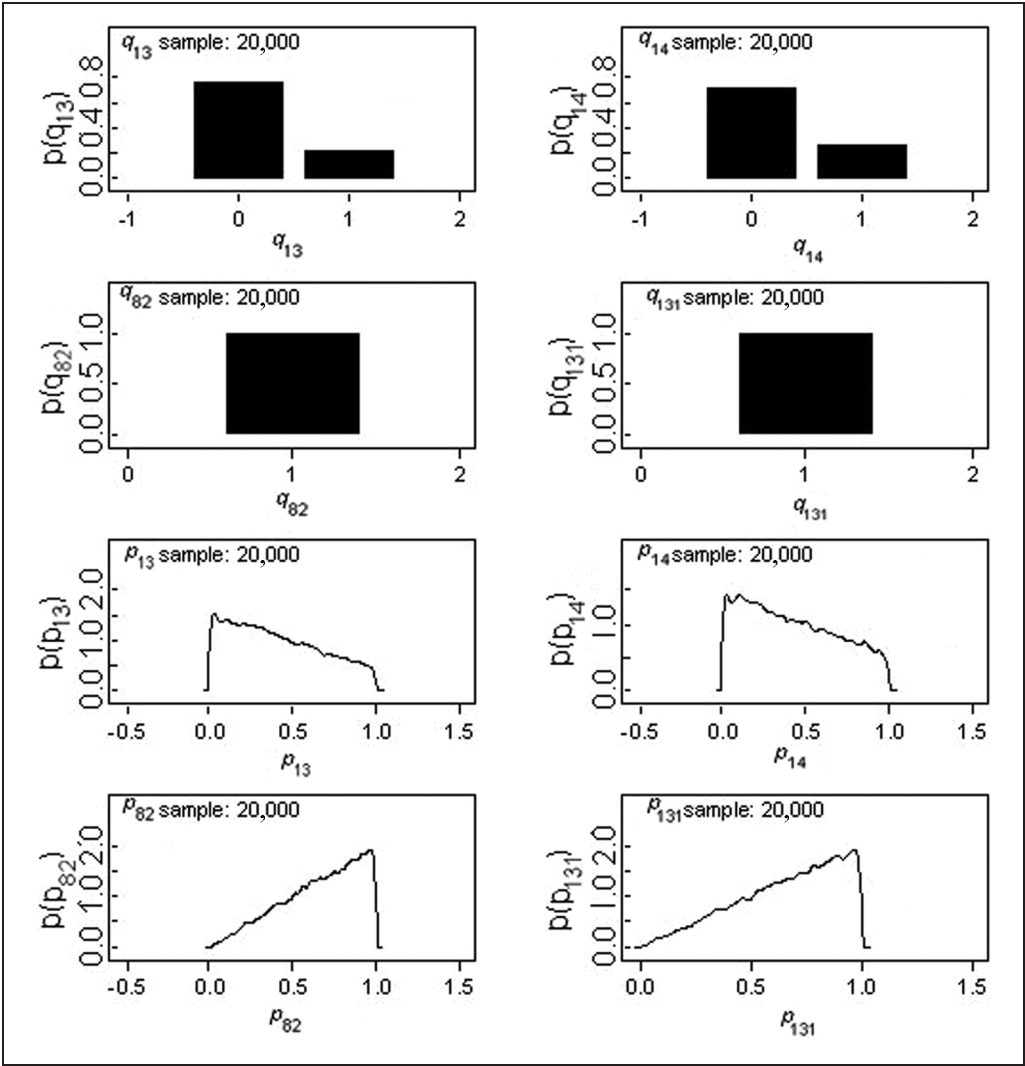 q13 sample: 20,000
p(q13)
0.0 0.4 0.8
-1 0 1 2
q13
q14 sample: 20,000
p(q14)
0.0 0.4 0.8
-1 0 1 2
q14
q82 sample: 20,000
p(q82)
0.0 0.5 1.0
0 1 2
q82
q131 sample: 20,000
p(q131)
0.0 0.5 1.0
0 1 2
q131
p13 sample: 20,000
p(p13)
0.0 1.0 2.0
-0.5 0.0 0.5 1.0 1.5
p13
p14 sample: 20,000
p(p14)
0.0 1.0
-0.5 0.0 0.5 1.0 1.5
p14
p82 sample: 20,000
p(p82)
0.0 1.0 2.0
-0.5 0.0 0.5 1.0 1.5
p82
p131 sample: 20,000
p(p131)
0.0 1.0 2.0
0.0 0.5 1.0 1.5
p131